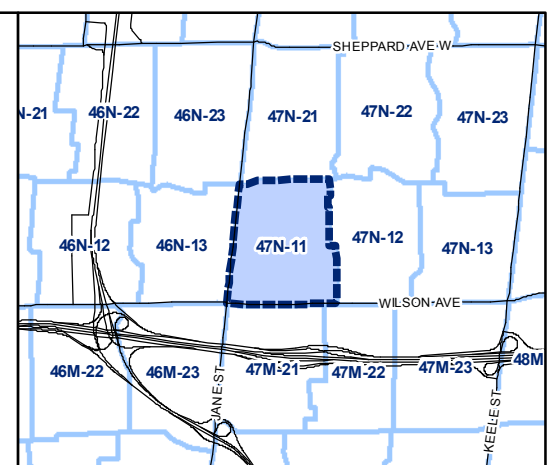 SHEPPARD AVE W
N-21
46N-22
46N-23
47N-21
47N-22
47N-23
46N-12
46N-13
47N-11
47N-12
47N-13
WILSON AVE
46M-22
46M-23
47M-21
47M-22
47M-23
48M
JANE ST
KEELE ST